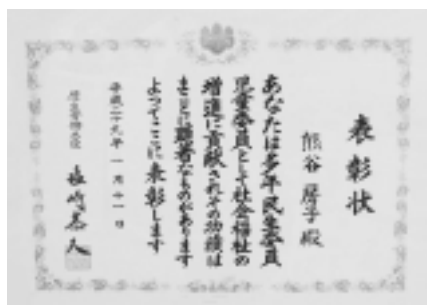 表彰状
熊谷 暦子 殿
あなたは多年民生委員
児童委員として社会福祉の
増進に貢献されその功績は
まことに顕著なものがあります
よってここに表彰します
平成二十九年 一月十一日
厚生労働大臣 塩崎恭久